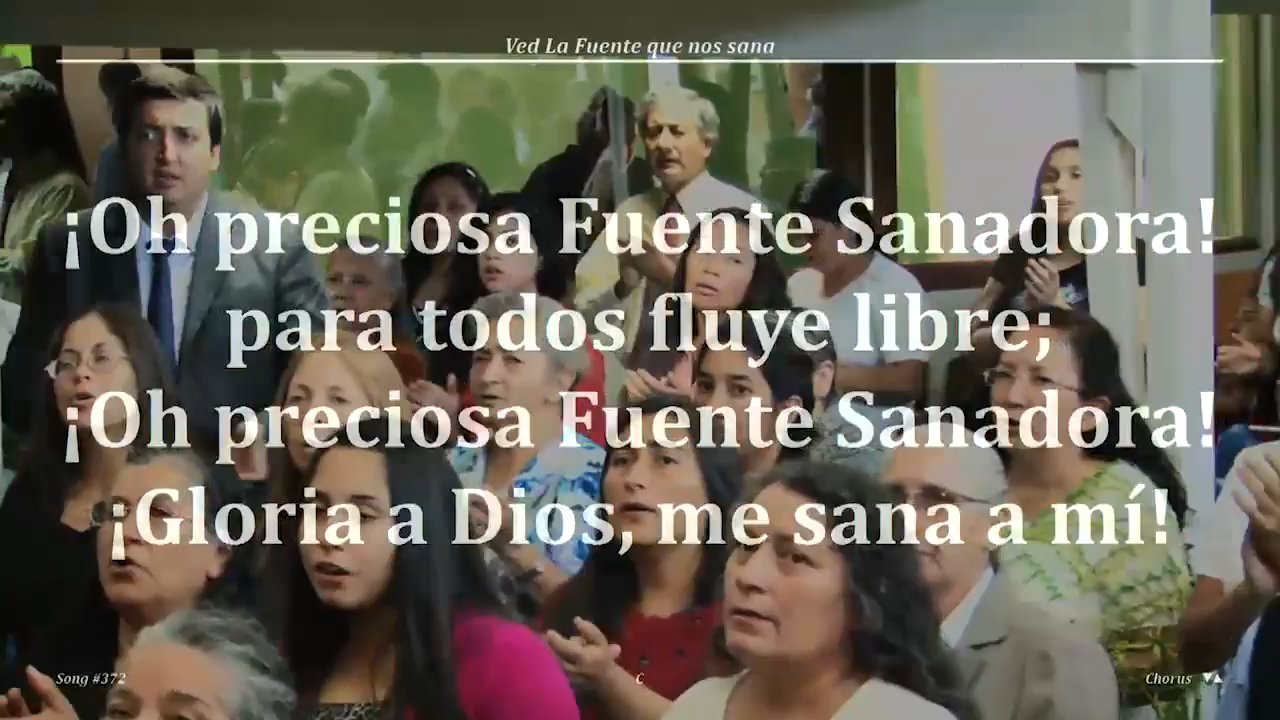 Ved La Fuente que nos sana
¡Oh preciosa Fuente Sanadora!
para todos fluye libre;
¡Oh preciosa Fuente Sanadora!
¡Gloria a Dios, me sana a mí!
Song #372
C
Chorus ▼▲